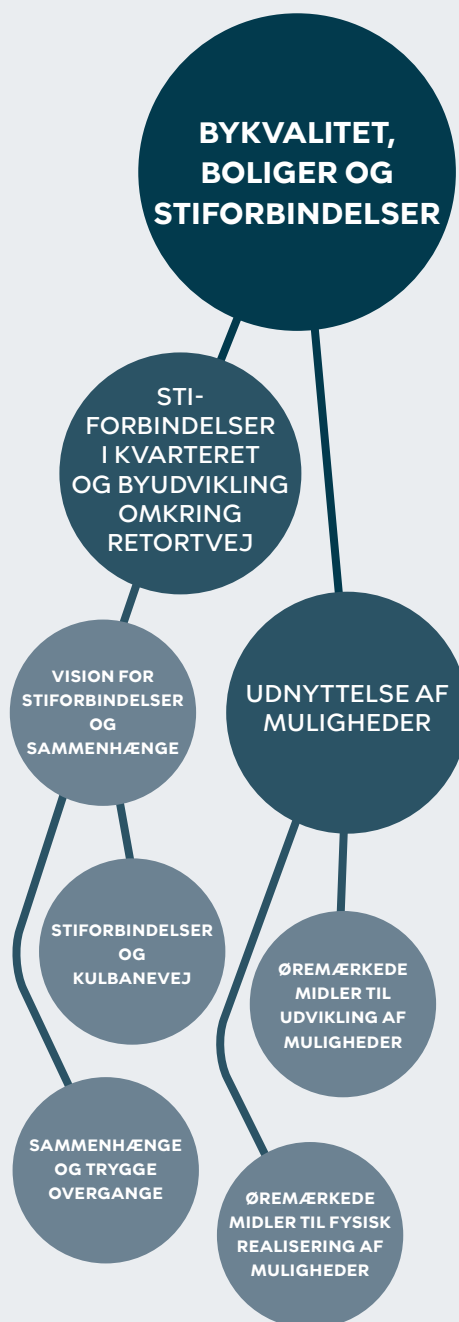 BYKVALITET,
BOLIGER OG
STIFORBINDELSER
STI-
FORBINDELSER
I KVARTERET
OG BYUDVIKLING
OMKRING
RETORTVEJ
VISION FOR
STIFORBINDELSER
OG
SAMMENHÆNGE
UDNYTTELSE AF
MULIGHEDER
STIFORBINDELSER
OG
KULBANEVEJ
ØREMÆRKEDE
MIDLER TIL
UDVIKLING AF
MULIGHEDER
SAMMENHÆNGE
OG TRYGGE
OVERGANGE
ØREMÆRKEDE
MIDLER TIL FYSISK
REALISERING AF
MULIGHEDER